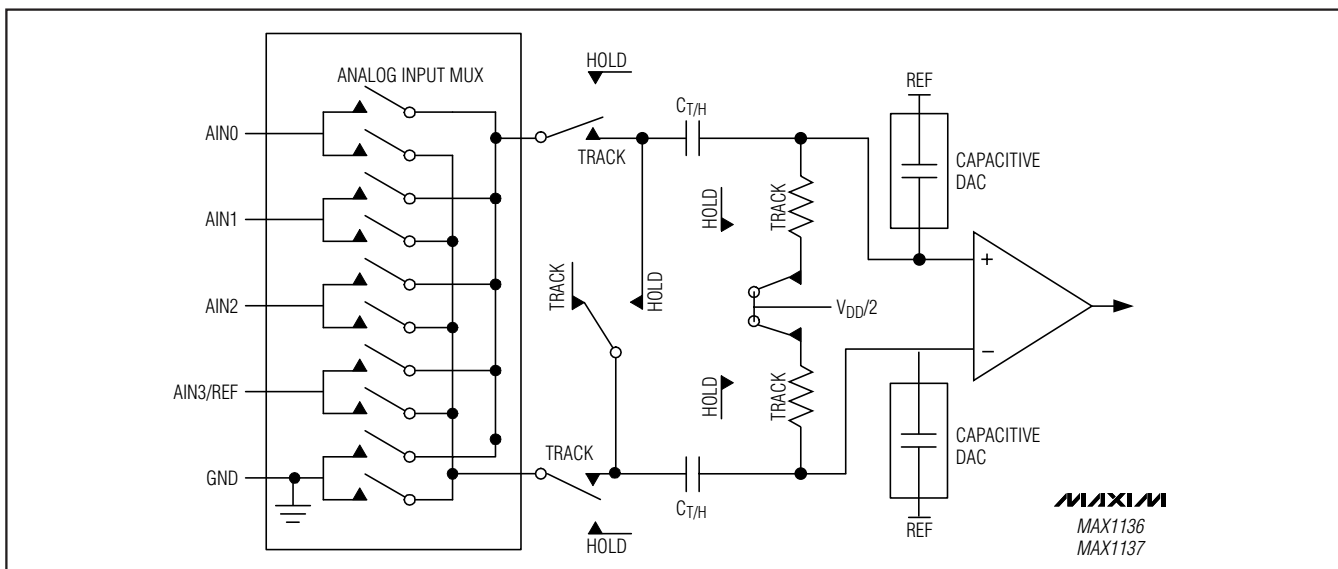 ANALOG INPUT MUX
AIN0
AIN1
AIN2
AIN3/REF
GND
HOLD
TRACK
CT/H
HOLD
TRACK
TRACK
HOLD
VDD/2
HOLD
TRACK
TRACK
CT/H
HOLD
REF
CAPACITIVE
DAC
+
−
CAPACITIVE
DAC
REF
MAXIM
MAX1136
MAX1137